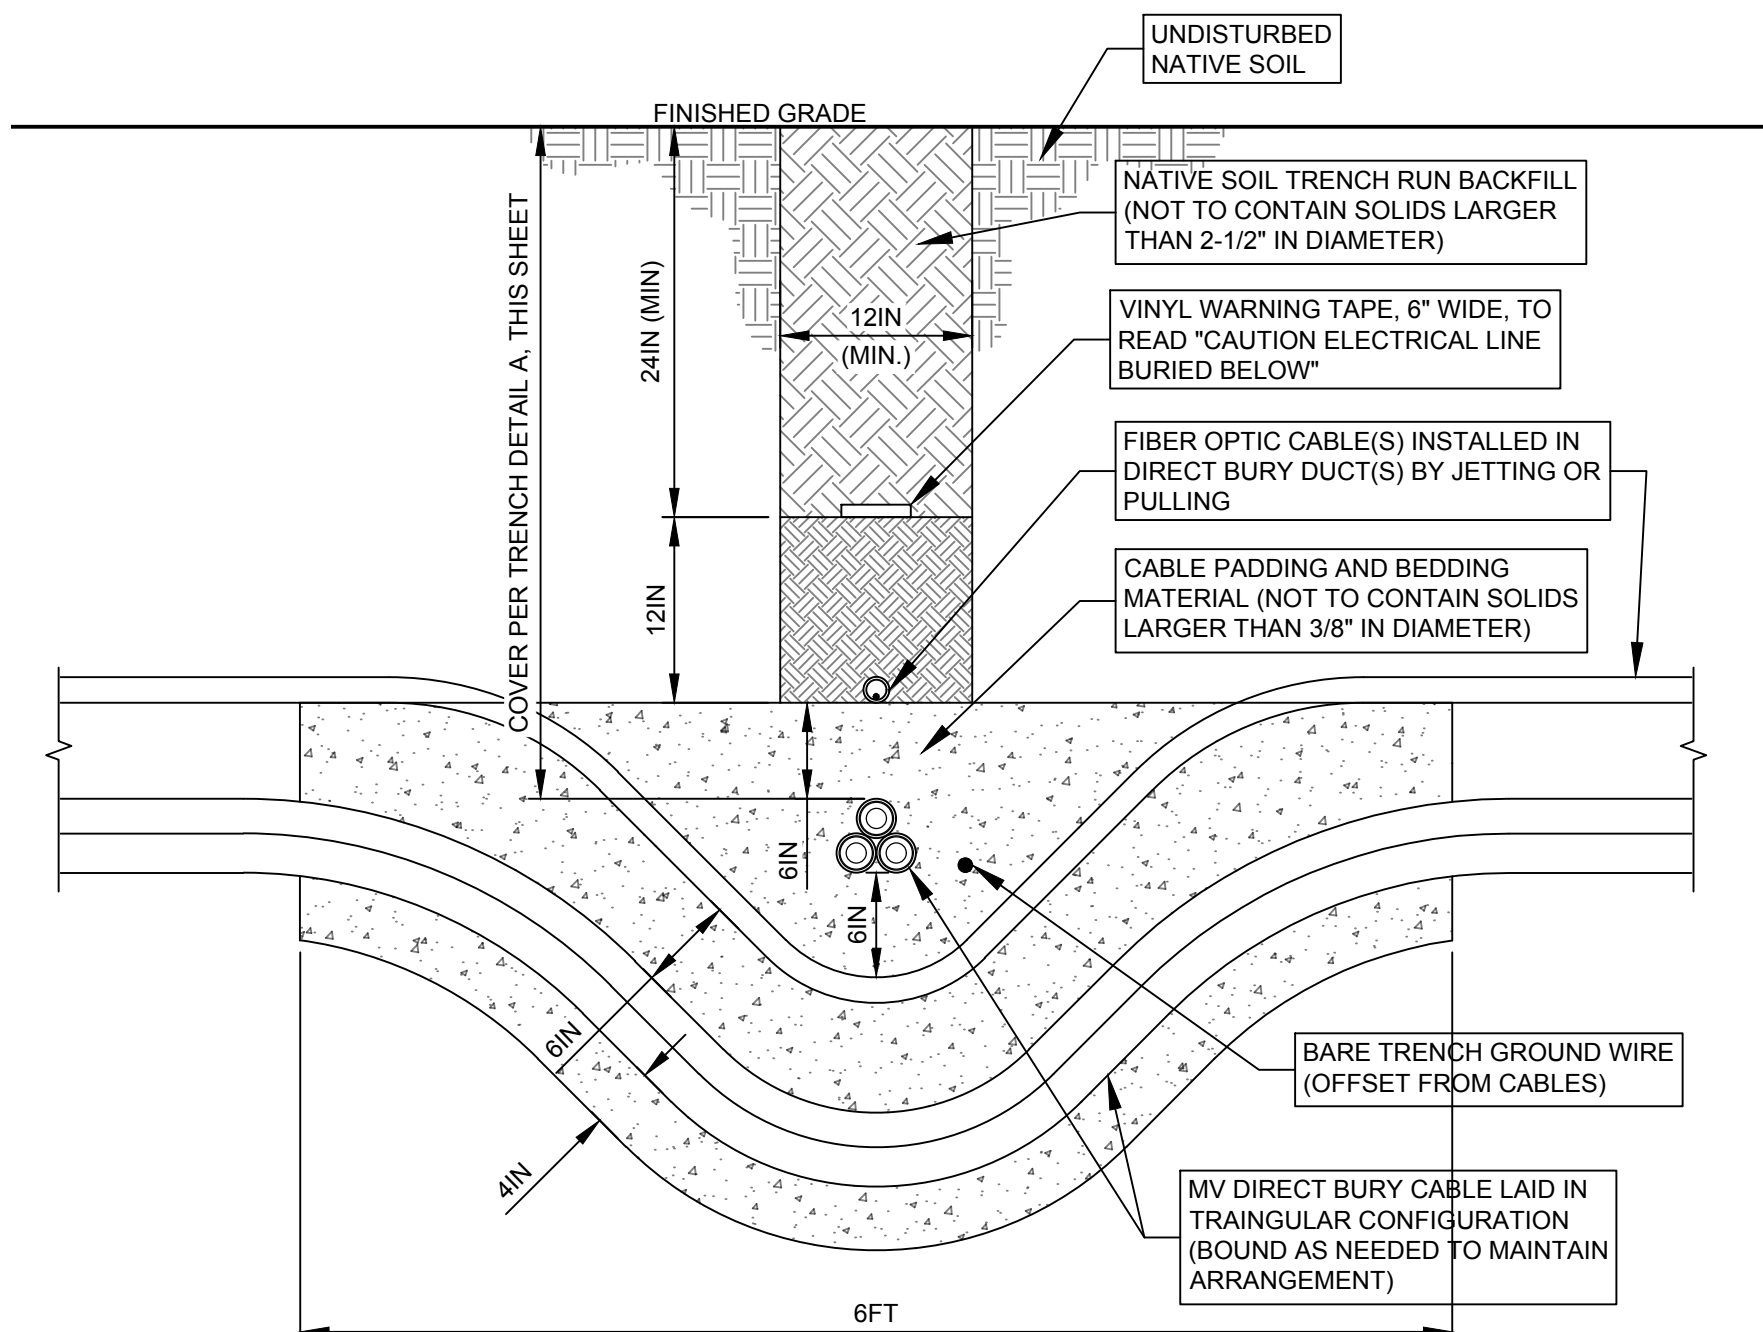 UNDISTURBED
NATIVE SOIL
FINISHED GRADE
NATIVE SOIL TRENCH RUN BACKFILL
(NOT TO CONTAIN SOLIDS LARGER
THAN 2-1/2" IN DIAMETER)
COVER PER TRENCH DETAIL A, THIS SHEET
24IN (MIN)
12IN
(MIN.)
VINYL WARNING TAPE, 6" WIDE, TO
READ "CAUTION ELECTRICAL LINE
BURIED BELOW"
FIBER OPTIC CABLE(S) INSTALLED IN
DIRECT BURY DUCT(S) BY JETTING OR
PULLING
12IN
CABLE PADDING AND BEDDING
MATERIAL (NOT TO CONTAIN SOLIDS
LARGER THAN 3/8" IN DIAMETER)
6IN
6IN
6IN
4IN
BARE TRENCH GROUND WIRE
(OFFSET FROM CABLES)
MV DIRECT BURY CABLE LAID IN
TRAINGULAR CONFIGURATION
(BOUND AS NEEDED TO MAINTAIN
ARRANGEMENT)
6FT